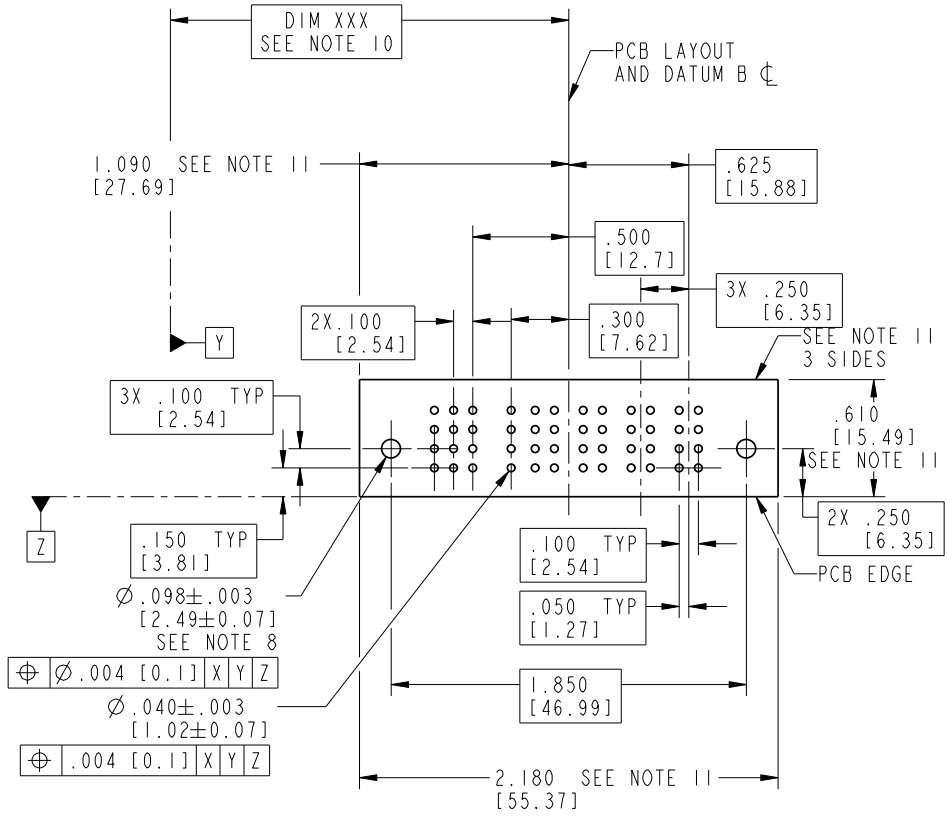 DIM XXX
SEE NOTE 10
PCB LAYOUT
AND DATUM B ℄
1.090 SEE NOTE 11
[27.69]
.625
[15.88]
.500
[12.7]
3X .250
[6.35]
2X.100
[2.54]
.300
[7.62]
Y
SEE NOTE 11
3 SIDES
3X .100 TYP
[2.54]
.610
[15.49]
SEE NOTE 11
Z
.150 TYP
[3.81]
.100 TYP
[2.54]
2X .250
[6.35]
PCB EDGE
∅ .098±.003
[2.49±0.07]
SEE NOTE 8
.050 TYP
[1.27]
⌖ ∅.004 [0.1] X Y Z
1.850
[46.99]
∅ .040±.003
[1.02±0.07]
⌖ .004 [0.1] X Y Z
2.180 SEE NOTE 11
[55.37]